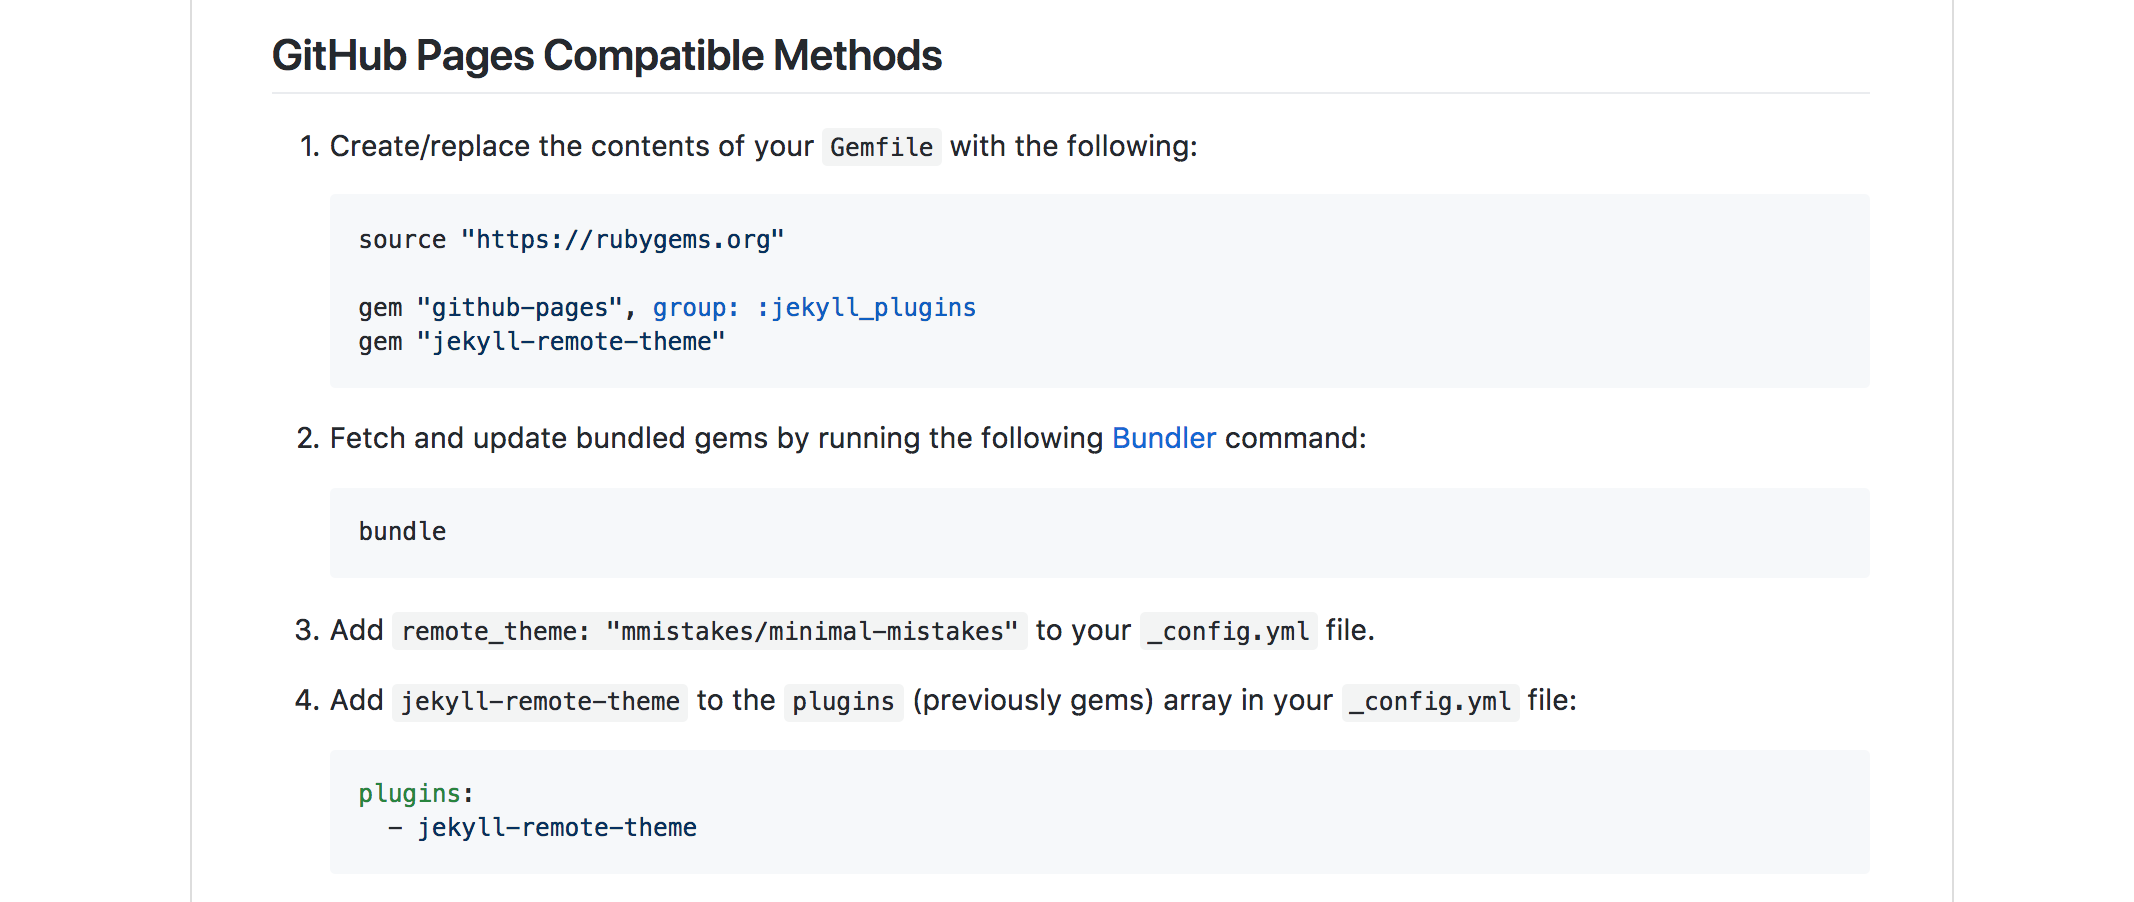 GitHub Pages Compatible Methods
1. Create/replace the contents of your Gemfile with the following:
source "https://rubygems.org"
gem "github-pages", group: :jekyll_plugins
gem "jekyll-remote-theme"
2. Fetch and update bundled gems by running the following Bundler command:
bundle
3. Add remote_theme: "mmistakes/minimal-mistakes" to your _config.yml file.
4. Add jekyll-remote-theme to the plugins (previously gems) array in your _config.yml file:
plugins:
  - jekyll-remote-theme